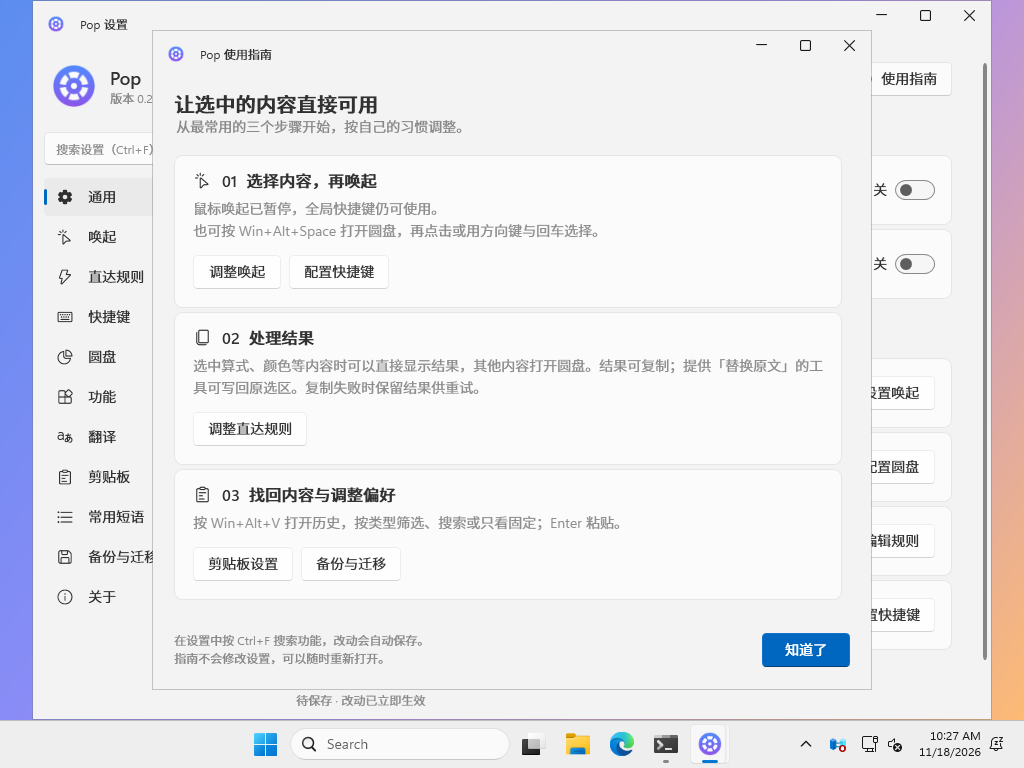 Pop 设置
Pop
版本 0.2
搜索设置（Ctrl+F）
通用
唤起
直达规则
快捷键
圆盘
功能
翻译
剪贴板
常用短语
备份与迁移
关于
Pop 使用指南
让选中的内容直接可用
从最常用的三个步骤开始，按自己的习惯调整。
01 选择内容，再唤起
鼠标唤起已暂停，全局快捷键仍可使用。
也可按 Win+Alt+Space 打开圆盘，再点击或用方向键与回车选择。
调整唤起
配置快捷键
02 处理结果
选中算式、颜色等内容时可以直接显示结果，其他内容打开圆盘。结果可复制；提供「替换原文」的工
具可写回原选区。复制失败时保留结果供重试。
调整直达规则
03 找回内容与调整偏好
按 Win+Alt+V 打开历史，按类型筛选、搜索或只看固定；Enter 粘贴。
剪贴板设置
备份与迁移
在设置中按 Ctrl+F 搜索功能，改动会自动保存。
指南不会修改设置，可以随时重新打开。
知道了
使用指南
关
关
设置唤起
配置圆盘
编辑规则
置快捷键
待保存 · 改动已立即生效
Search
10:27 AM
11/18/2026